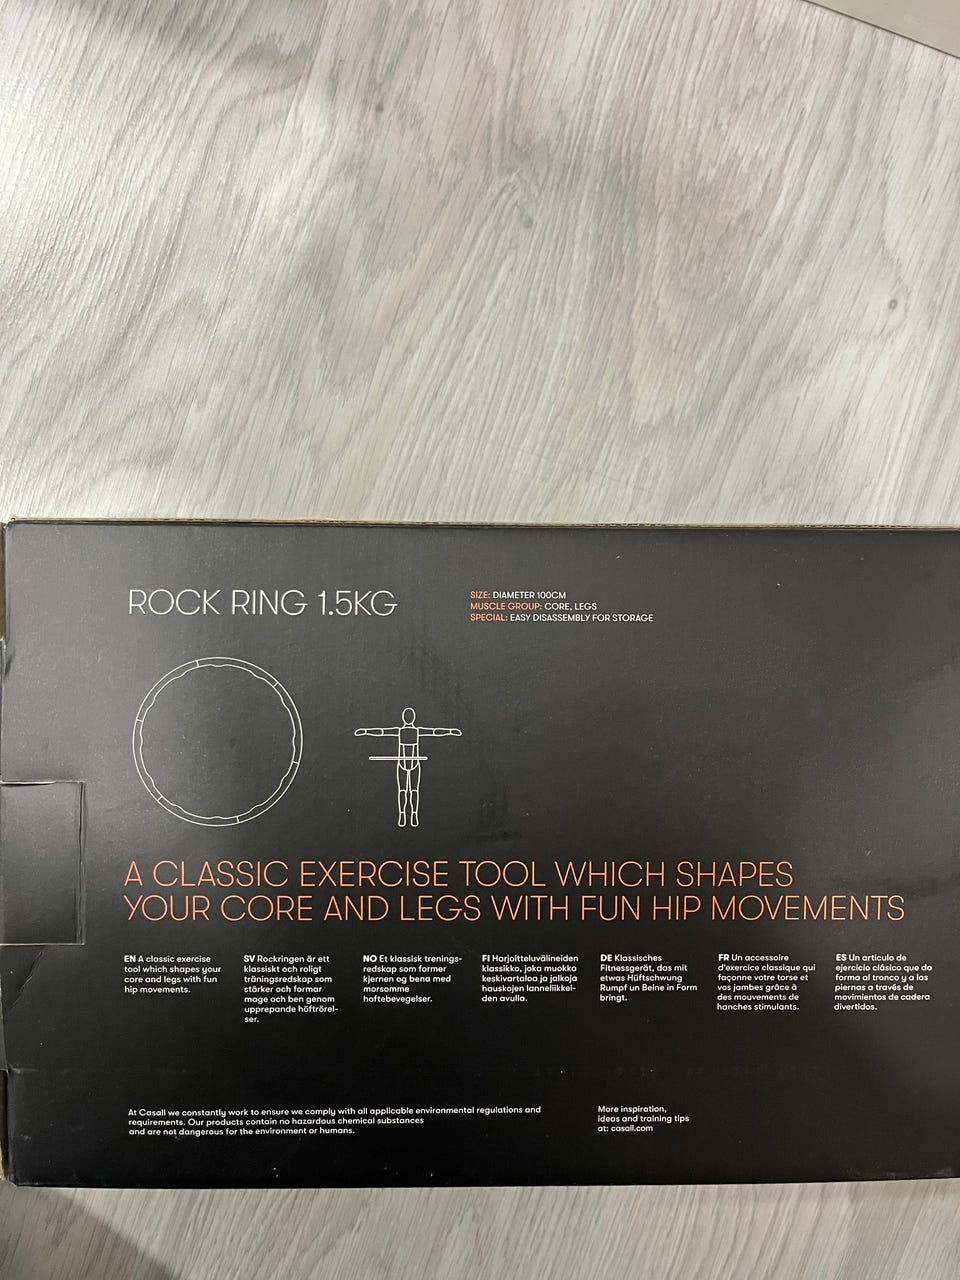 ROCK RING 1.5KG
SIZE: DIAMETER 100CM
MUSCLE GROUP: CORE, LEGS
SPECIAL: EASY DISASSEMBLY FOR STORAGE
A CLASSIC EXERCISE TOOL WHICH SHAPES
YOUR CORE AND LEGS WITH FUN HIP MOVEMENTS
EN A classic exercise
tool which shapes your
core and legs with fun
hip movements.
SV Rockringen är ett
klassiskt och roligt
träningsredskap som
stärker och formar
mage och ben genom
upprepande höftrörel-
ser.
NO Et klassisk trenings-
redskap som former
kjernen og bena med
morsomme
hoftebevegelser.
FI Harjoitteluvälineiden
klassikko, joka muokka
keskivartaloa ja jalkoja
hauskojen lanneliikkei-
den avulla.
DE Klassisches
Fitnessgerät, das mit
etwas Hüftschwung
Rumpf un Beine in Form
bringt.
FR Un accessoire
d'exercice classique qui
façonne votre torse et
vos jambes grâce à
des mouvements de
hanches stimulants.
ES Un articulo de
ejercicio clásico que da
forma al tronco y a las
piernas a través de
movimientos de cadera
divertidos.
At Casall we constantly work to ensure we comply with all applicable environmental regulations and
requirements. Our products contain no hazardous chemical substances
and are not dangerous for the environment or humans.
More inspiration,
ideas and training tips
at: casall.com